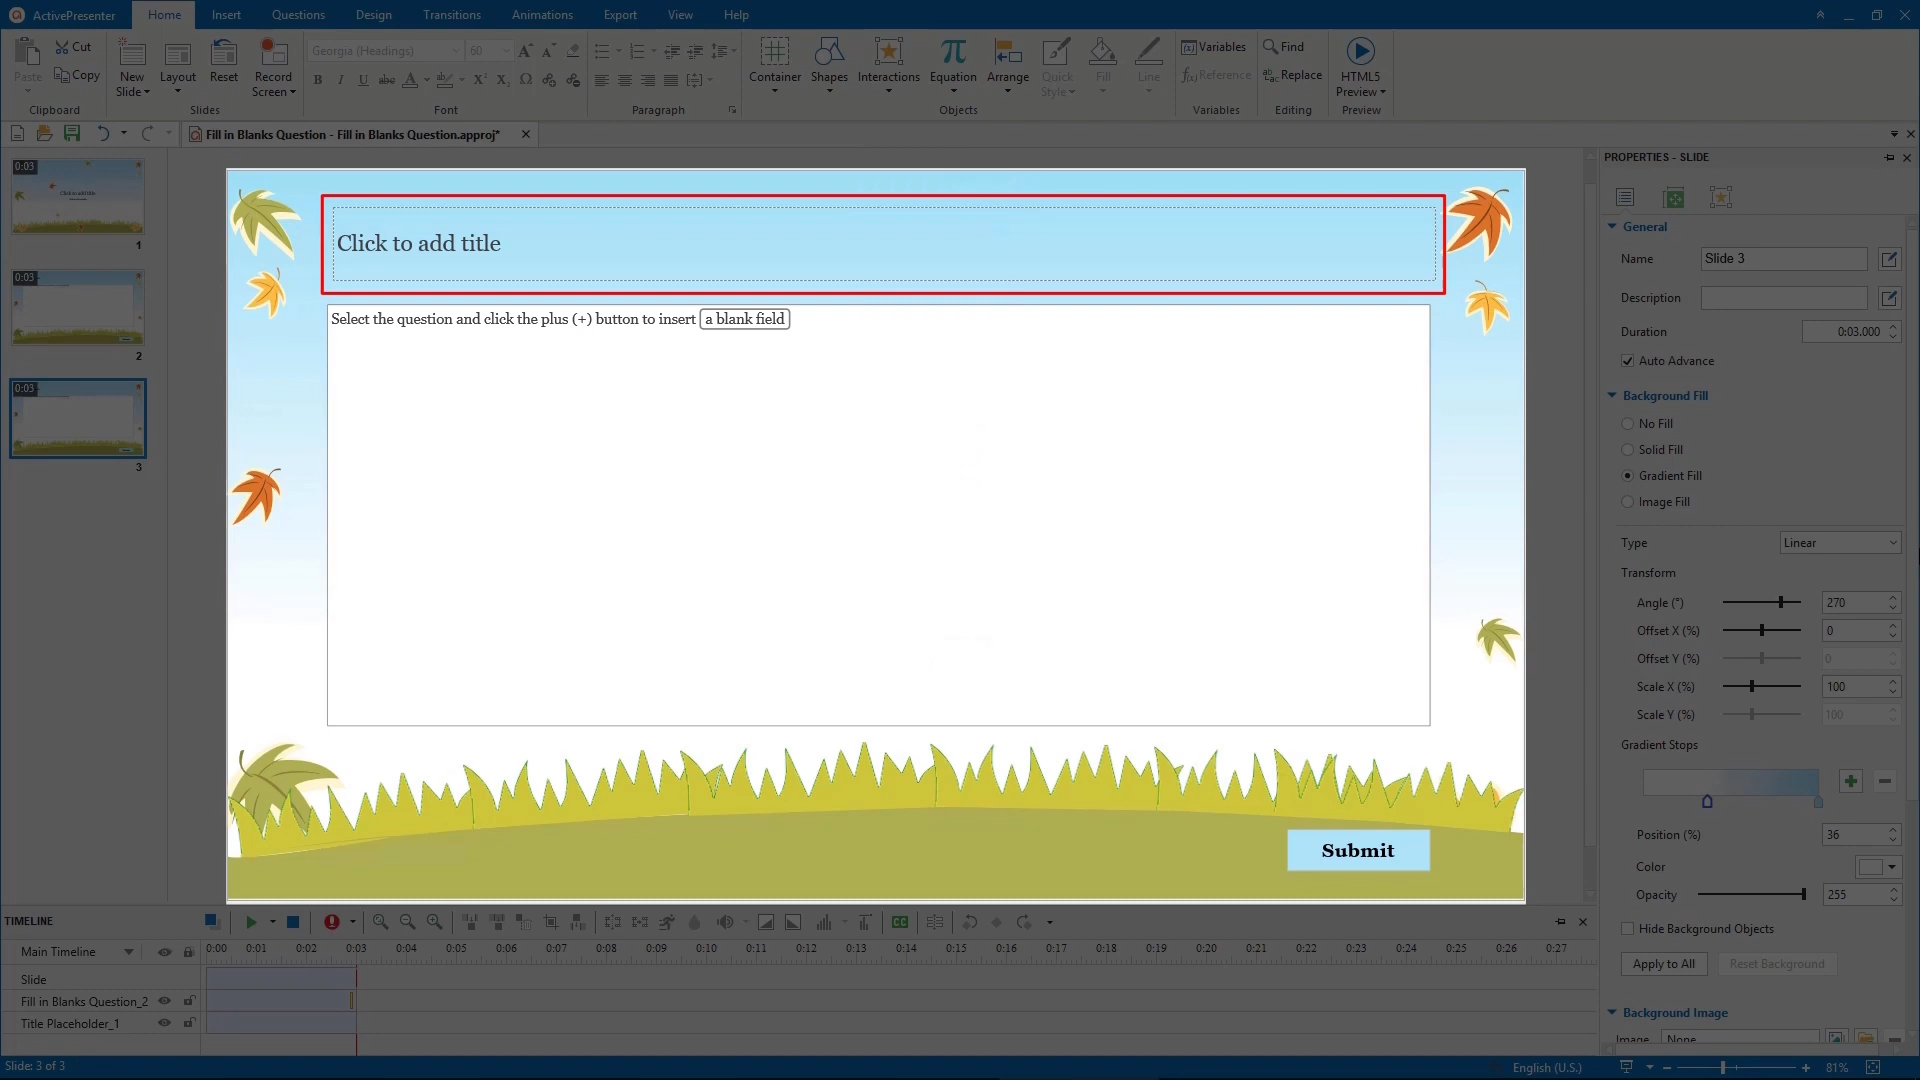 ActivePresenter Home Insert Questions Design Transitions Animations Export View Help
Paste Cut Copy New Slide Layout Reset Record Screen
Georgia (Headings) 60
B I U abc
Container Shapes Interactions Equation Arrange Quick Style Fill Line
Variables Reference Find Replace HTML5 Preview
Clipboard Slides Font Paragraph Objects Variables Editing Preview
Fill in Blanks Question - Fill in Blanks Question.approj*
0:03
Click to add title
1
0:03
2
0:03
3
Click to add title
Select the question and click the plus (+) button to insert a blank field
Submit
PROPERTIES - SLIDE
General
Name Slide 3
Description
Duration 0:03.000
Auto Advance
Background Fill
No Fill
Solid Fill
Gradient Fill
Image Fill
Type Linear
Transform
Angle (°) 270
Offset X (%) 0
Offset Y (%) 0
Scale X (%) 100
Scale Y (%) 100
Gradient Stops
Position (%) 36
Color
Opacity 255
Hide Background Objects
Apply to All Reset Background
Background Image
Image None
TIMELINE
CC
Main Timeline 0:00 0:01 0:02 0:03 0:04 0:05 0:06 0:07 0:08 0:09 0:10 0:11 0:12 0:13 0:14 0:15 0:16 0:17 0:18 0:19 0:20 0:21 0:22 0:23 0:24 0:25 0:26 0:27
Slide
Fill in Blanks Question_2
Title Placeholder_1
Slide: 3 of 3 English (U.S.) 81%